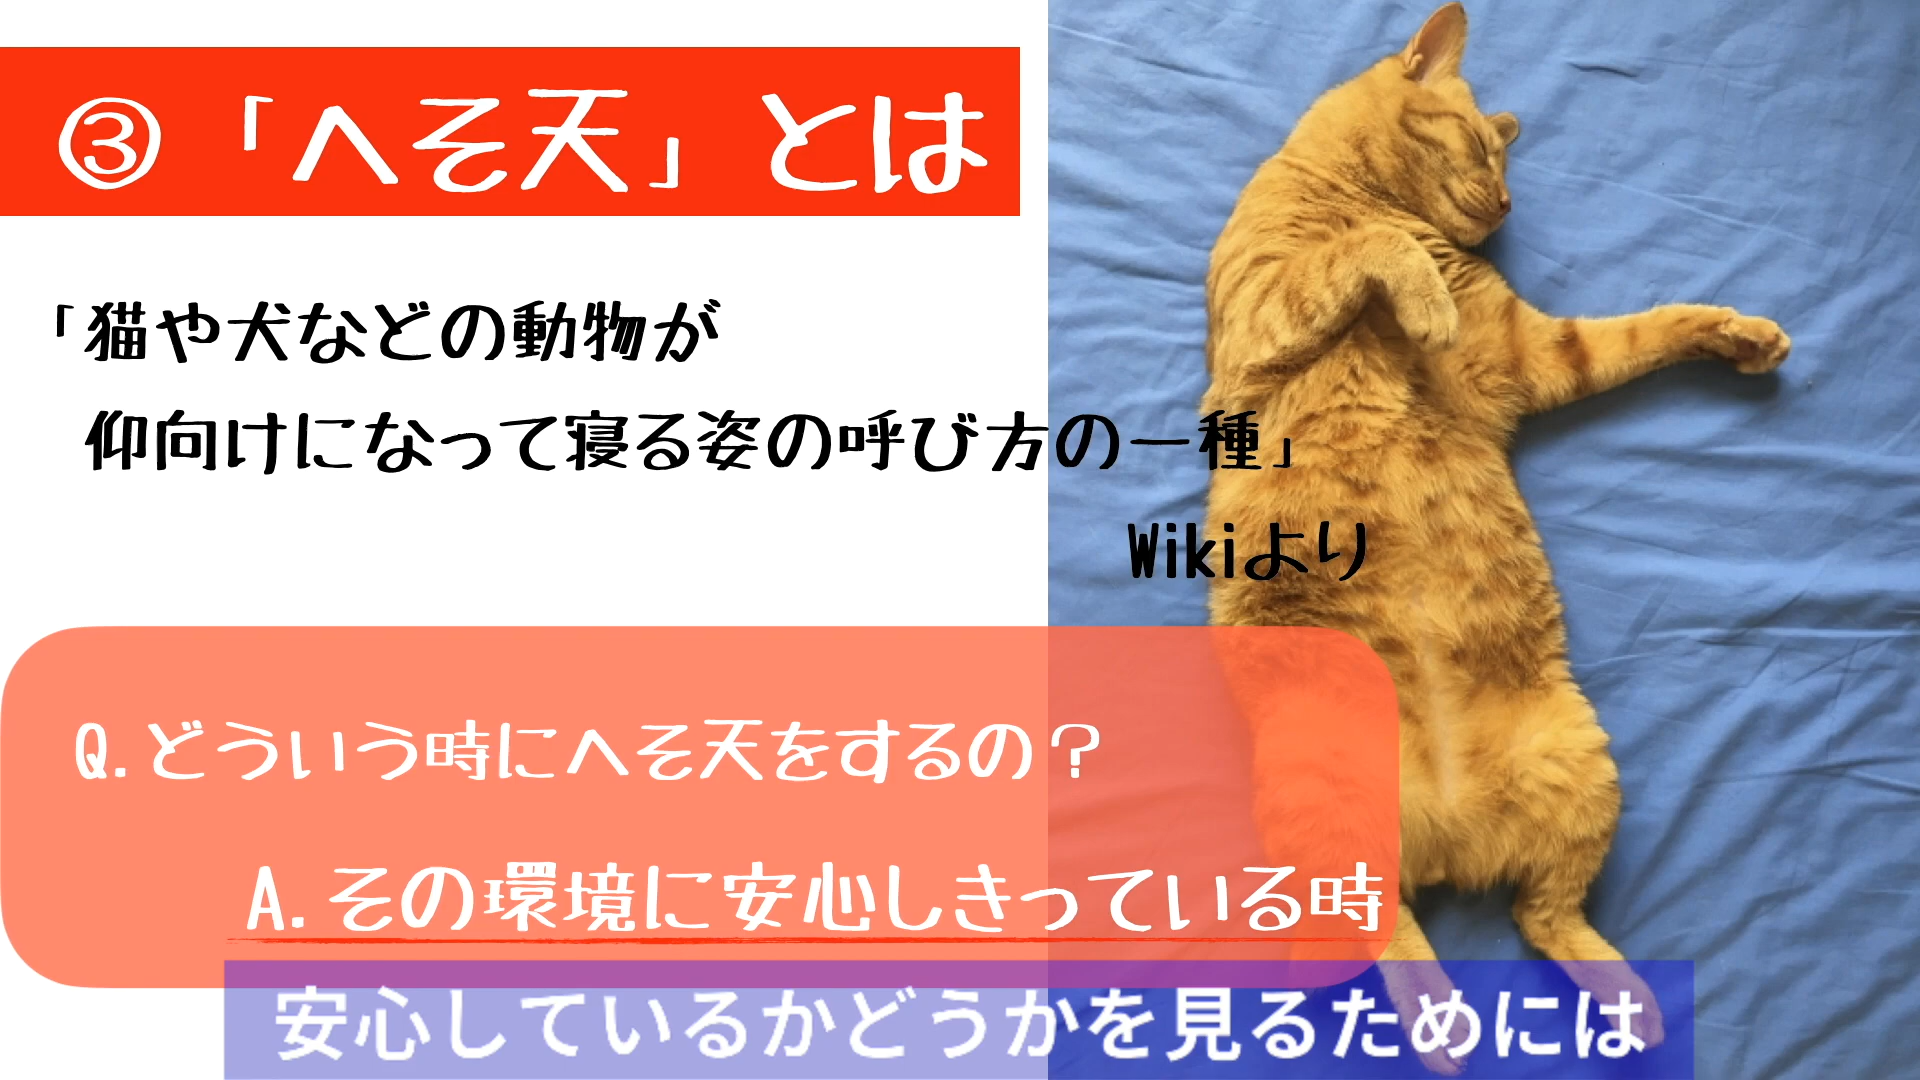 ③「へそ天」とは
「猫や犬などの動物が
仰向けになって寝る姿の呼び方の一種」
Wikiより
Q.どういう時にへそ天をするの？
A.その環境に安心しきっている時
安心しているかどうかを見るためには